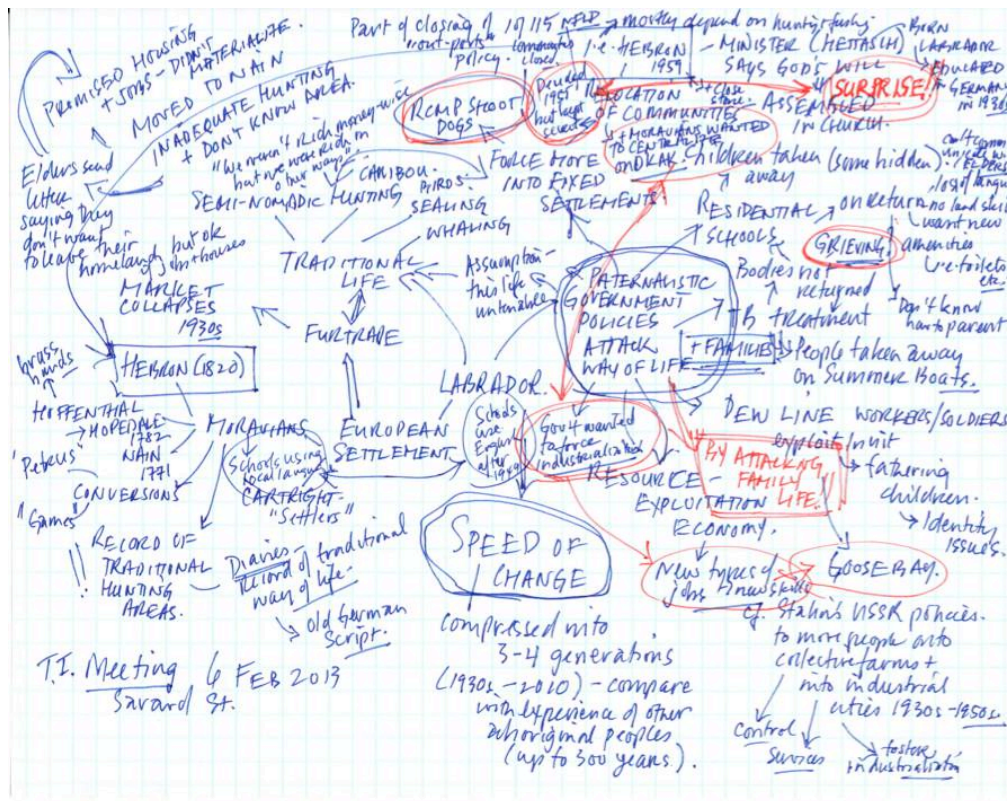 Part of closing of 10/115 NFLD → mostly depend on hunting + fishing
"out-ports" policy.
communities closed.
i.e. HEBRON 1959
- MINISTER (HETTASCH)
SAYS GOD'S WILL
BORN LABRADOR
EDUCATED
GERMANY
in 193
SURPRISE!
ASSEMBLED
IN CHURCH.
PROMISED HOUSING
+ JOBS - DIDN'T
MATERIALIZE.
MOVED TO NAIN
INADEQUATE HUNTING
+ DON'T KNOW AREA.
Elders send
letter
saying they
don't want
to leave their
homeland, but ok
if jobs + houses
"We weren't rich money-wise
but we were rich in
other ways"
RCMP SHOOT
DOGS
Decided
1957
but kept
secret
RELOCATION
OF COMMUNITIES
+ close
store.
+ MORAVIANS WANTED
TO CENTRALIZE
ON OKAK.
Children taken (some hidden)
away
FORCE MOVE
INTO FIXED
SETTLEMENTS
SEMI-NOMADIC HUNTING
CARIBOU
BIRDS.
SEALING
WHALING
TRADITIONAL
LIFE
Assumption -
this life
untenable
RESIDENTIAL
SCHOOLS
on return
can't commun
ELDERS
loss of langu
no land skill
want new
amenities
i.e. toilets
etc.
GRIEVING
Don't know
how to parent
Bodies not
returned
TB treatment
+ FAMILIES
People taken away
on Summer Boats.
PATERNALISTIC
GOVERNMENT
POLICIES
ATTACK
WAY OF LIFE
MARKET
COLLAPSES
1930s
FUR TRADE
HEBRON (1820)
brass
bands
HOFFENTHAL
→ HOPEDALE
1782
NAIN
1771
MORAVIANS
Schools using
local langu
EUROPEAN
SETTLEMENT
CARTRIGHT -
"Settlers"
LABRADOR
Schools
use
English
after
1949
Gov't wanted
to force
industrialization
DEW LINE WORKERS/SOLDIERS
exploit Inuit
→ fathering
children.
→ Identity
issues
BY ATTACKING
FAMILY
LIFE!!
RESOURCE -
EXPLOITATION
ECONOMY.
"Games"
CONVERSIONS
!! RECORD OF
TRADITIONAL
HUNTING
AREAS.
Diaries -
Record of traditional
way of life -
→ old German
Script.
SPEED OF
CHANGE
New types of
jobs + new skills
GOOSE BAY.
compressed into
3-4 generations
(1930s - 2010) - compare
with experience of other
aboriginal peoples
(up to 300 years).
cf. Stalin's USSR policies.
to move people onto
collective farms +
into industrial
cities 1930s - 1950s.
control
Services
foster
industrialization
T.I. Meeting 6 FEB 2013
Savard St.